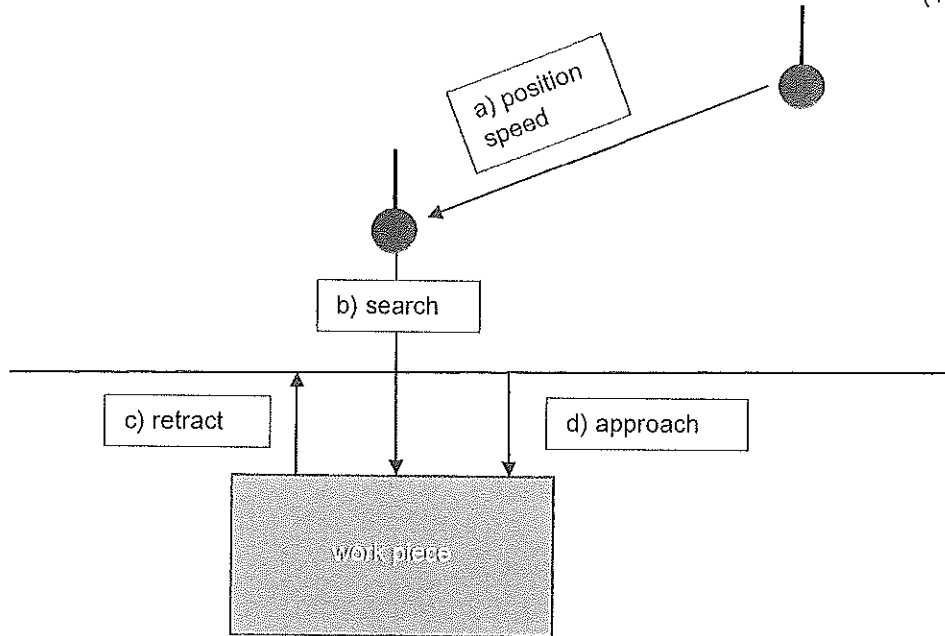 a) position
speed
b) search
c) retract
d) approach
work piece